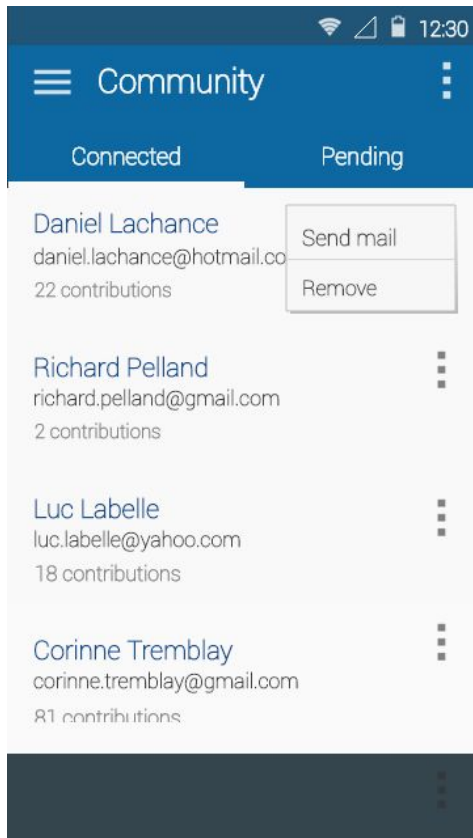 12:30
Community
Connected Pending
Daniel Lachance
daniel.lachance@hotmail.co
22 contributions
Send mail
Remove
Richard Pelland
richard.pelland@gmail.com
2 contributions
Luc Labelle
luc.labelle@yahoo.com
18 contributions
Corinne Tremblay
corinne.tremblay@gmail.com
81 contributions